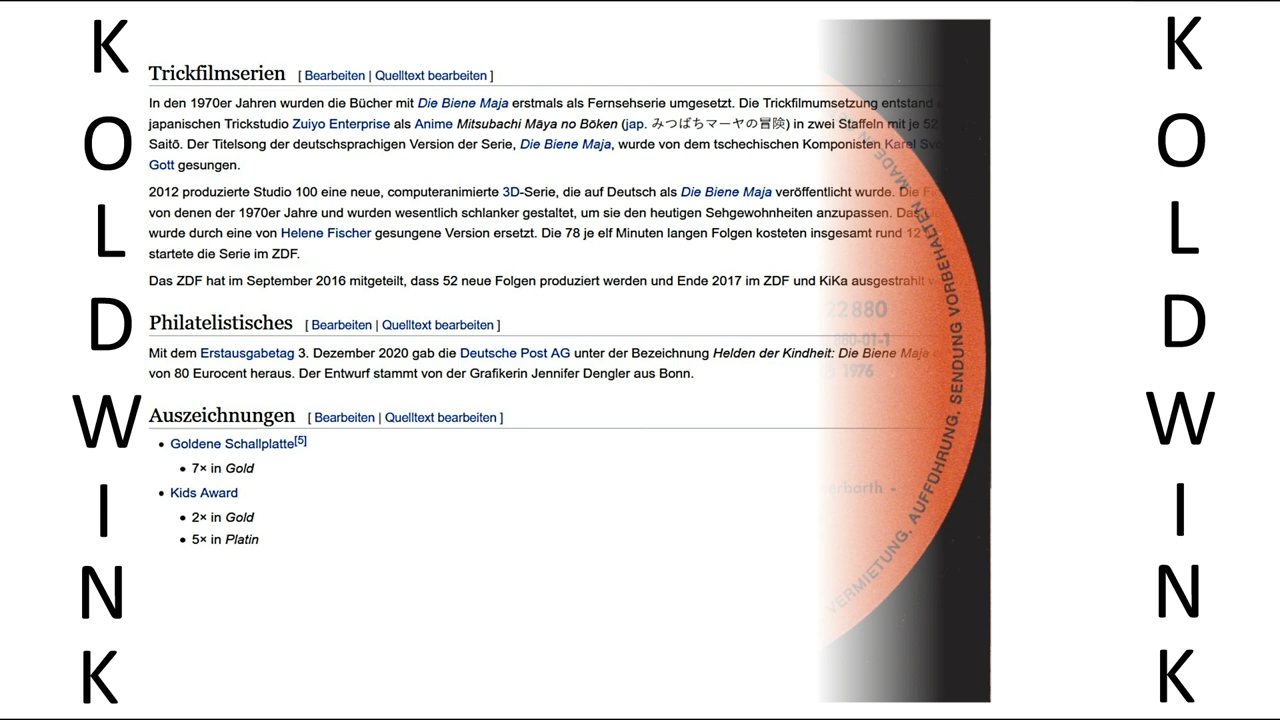 KOLDWINK
Trickfilmserien [ Bearbeiten | Quelltext bearbeiten ]
In den 1970er Jahren wurden die Bücher mit Die Biene Maja erstmals als Fernsehserie umgesetzt. Die Trickfilmumsetzung entstand
japanischen Trickstudio Zuiyo Enterprise als Anime Mitsubachi Māya no Bōken (jap. みつばちマーヤの冒険) in zwei Staffeln mit je 52
Saitō. Der Titelsong der deutschsprachigen Version der Serie, Die Biene Maja, wurde von dem tschechischen Komponisten Karel
Gott gesungen.
2012 produzierte Studio 100 eine neue, computeranimierte 3D-Serie, die auf Deutsch als Die Biene Maja veröffentlicht wurde. Die
von denen der 1970er Jahre und wurden wesentlich schlanker gestaltet, um sie den heutigen Sehgewohnheiten anzupassen.
wurde durch eine von Helene Fischer gesungene Version ersetzt. Die 78 je elf Minuten langen Folgen kosteten insgesamt rund 12
startete die Serie im ZDF.
Das ZDF hat im September 2016 mitgeteilt, dass 52 neue Folgen produziert werden und Ende 2017 im ZDF und KiKa ausgestrahlt
Philatelistisches [ Bearbeiten | Quelltext bearbeiten ]
Mit dem Erstausgabetag 3. Dezember 2020 gab die Deutsche Post AG unter der Bezeichnung Helden der Kindheit: Die Biene Maja
von 80 Eurocent heraus. Der Entwurf stammt von der Grafikerin Jennifer Dengler aus Bonn.
Auszeichnungen [ Bearbeiten | Quelltext bearbeiten ]
• Goldene Schallplatte[5]
• 7× in Gold
• Kids Award
• 2× in Gold
• 5× in Platin
VERMIETUNG, AUFFÜHRUNG, SENDUNG VORBEHALTEN MADE IN
22880
1976
KOLDWINK